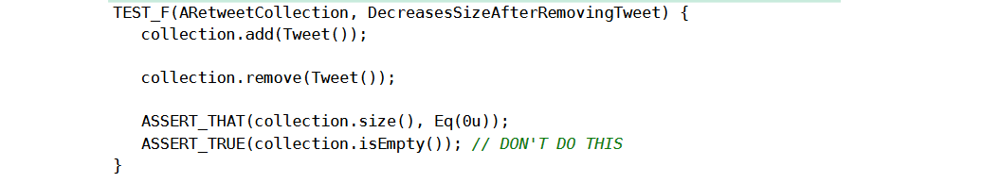 TEST_F(ARetweetCollection, DecreasesSizeAfterRemovingTweet) {
   collection.add(Tweet());

   collection.remove(Tweet());

   ASSERT_THAT(collection.size(), Eq(0u));
   ASSERT_TRUE(collection.isEmpty()); // DON'T DO THIS
}